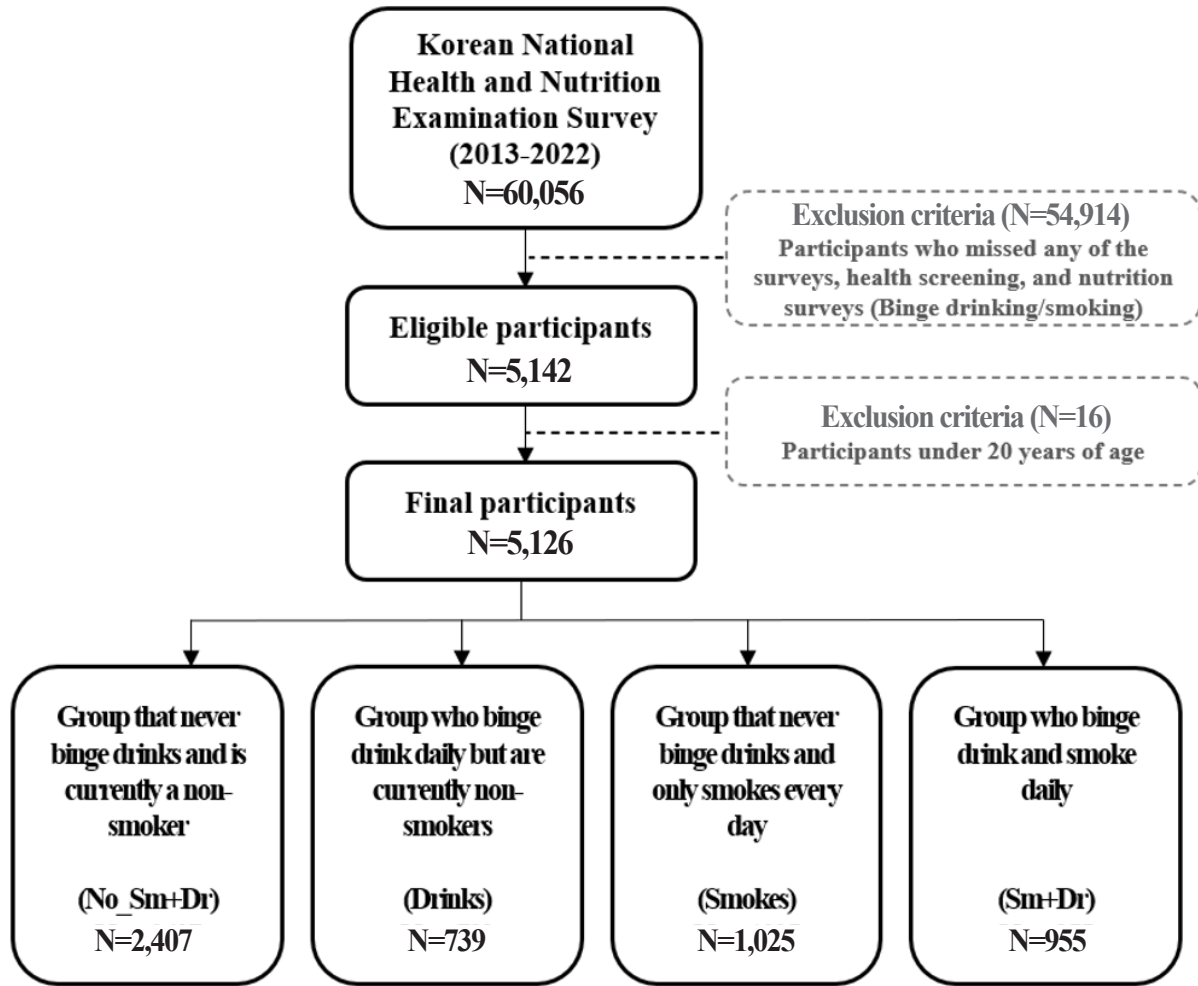 Korean National
Health and Nutrition
Examination Survey
(2013-2022)
N=60,056
Exclusion criteria (N=54,914)
Participants who missed any of the
surveys, health screening, and nutrition
surveys (Binge drinking/smoking)
Eligible participants
N=5,142
Exclusion criteria (N=16)
Participants under 20 years of age
Final participants
N=5,126
Group that never
binge drinks and is
currently a non-
smoker
(No_Sm+Dr)
N=2,407
Group who binge
drink daily but are
currently non-
smokers
(Drinks)
N=739
Group that never
binge drinks and
only smokes every
day
(Smokes)
N=1,025
Group who binge
drink and smoke
daily
(Sm+Dr)
N=955